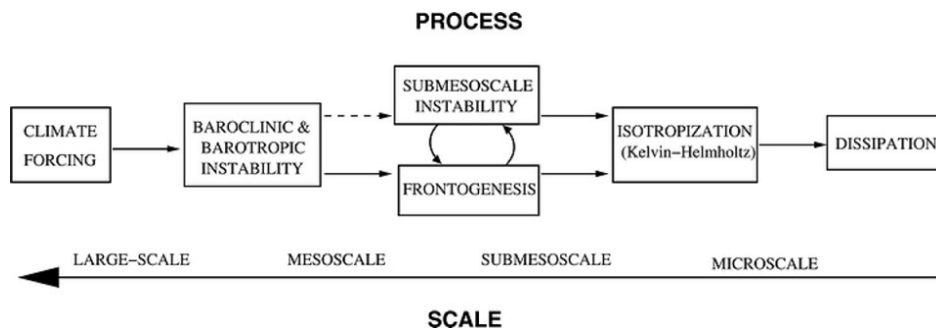 PROCESS
CLIMATE
FORCING
BAROCLINIC &
BAROTROPIC
INSTABILITY
SUBMESOSCALE
INSTABILITY
FRONTOGENESIS
ISOTROPIZATION
(Kelvin-Helmholtz)
DISSIPATION
LARGE-SCALE
MESOSCALE
SUBMESOSCALE
MICROSCALE
SCALE